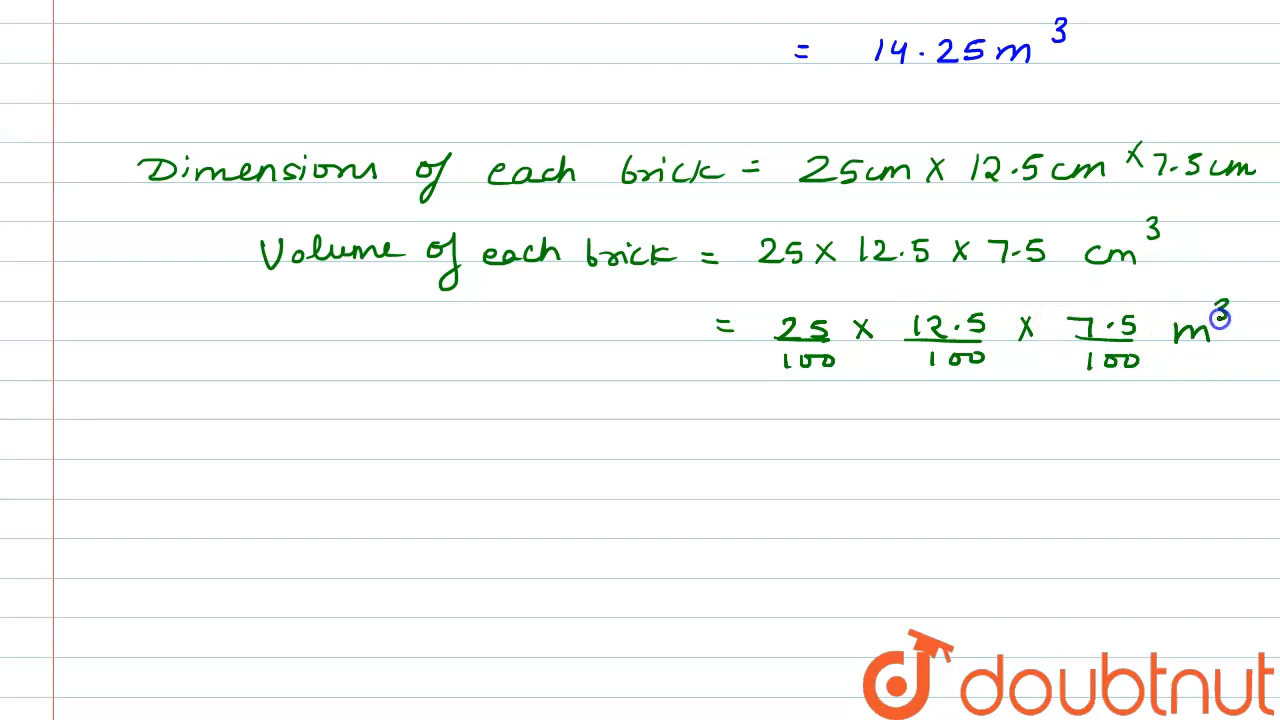 = 14.25 m³
Dimensions of each brick = 25cm × 12.5cm × 7.5cm
Volume of each brick = 25 × 12.5 × 7.5 cm³
= 25/100 × 12.5/100 × 7.5/100 m³
doubtnut